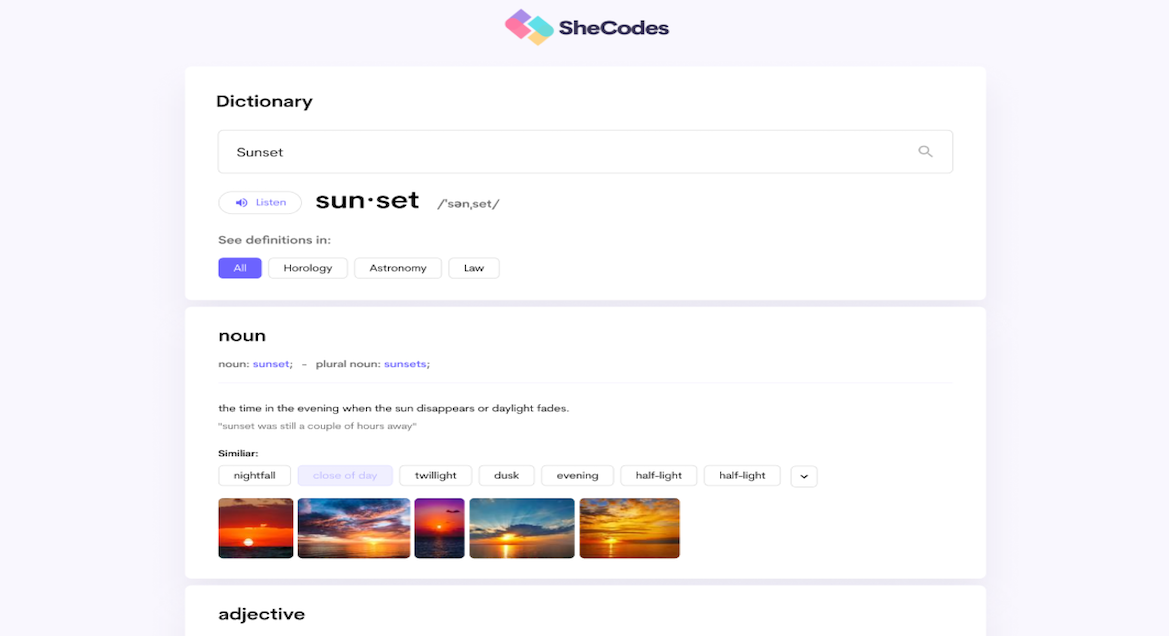 SheCodes
Dictionary
Sunset
Listen sun·set /ˈsənˌset/
See definitions in:
All Horology Astronomy Law
noun
noun: sunset; - plural noun: sunsets;
the time in the evening when the sun disappears or daylight fades.
"sunset was still a couple of hours away"
Similiar:
nightfall close of day twillight dusk evening half-light half-light
adjective